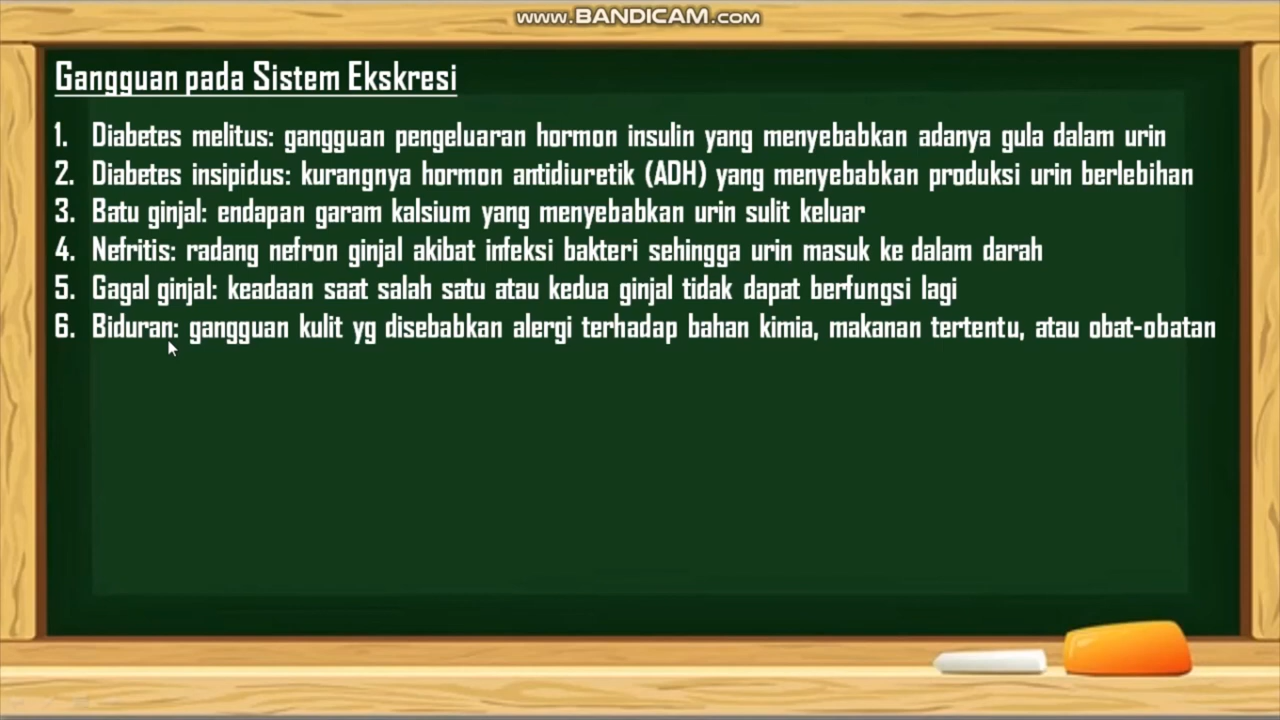 www.BANDICAM.com
Gangguan pada Sistem Ekskresi
1. Diabetes melitus: gangguan pengeluaran hormon insulin yang menyebabkan adanya gula dalam urin
2. Diabetes insipidus: kurangnya hormon antidiuretik (ADH) yang menyebabkan produksi urin berlebihan
3. Batu ginjal: endapan garam kalsium yang menyebabkan urin sulit keluar
4. Nefritis: radang nefron ginjal akibat infeksi bakteri sehingga urin masuk ke dalam darah
5. Gagal ginjal: keadaan saat salah satu atau kedua ginjal tidak dapat berfungsi lagi
6. Biduran: gangguan kulit yg disebabkan alergi terhadap bahan kimia, makanan tertentu, atau obat-obatan